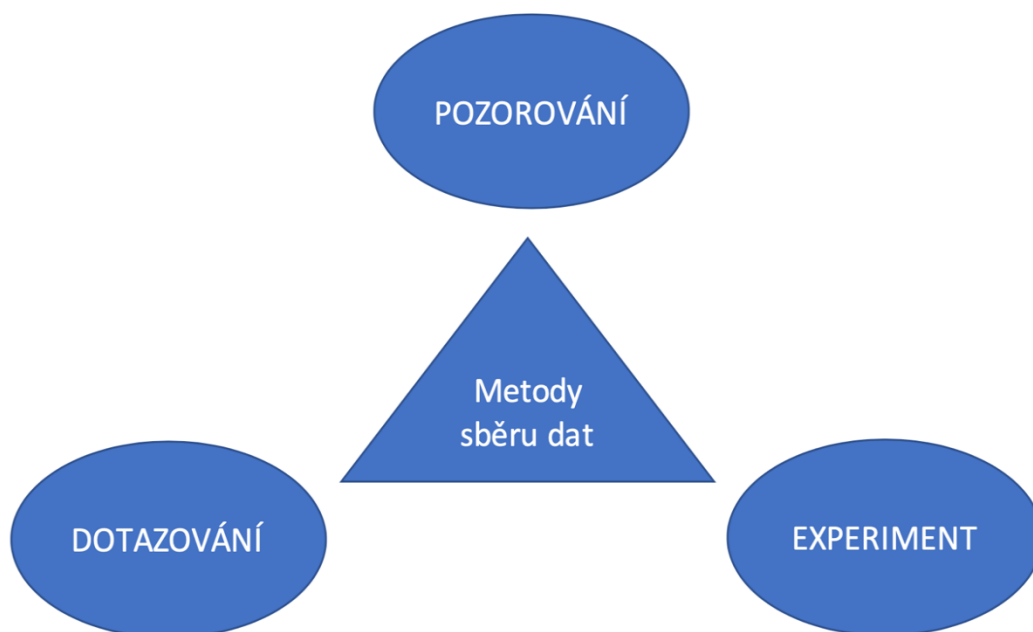 POZOROVÁNÍ
Metody
sběru dat
DOTAZOVÁNÍ
EXPERIMENT